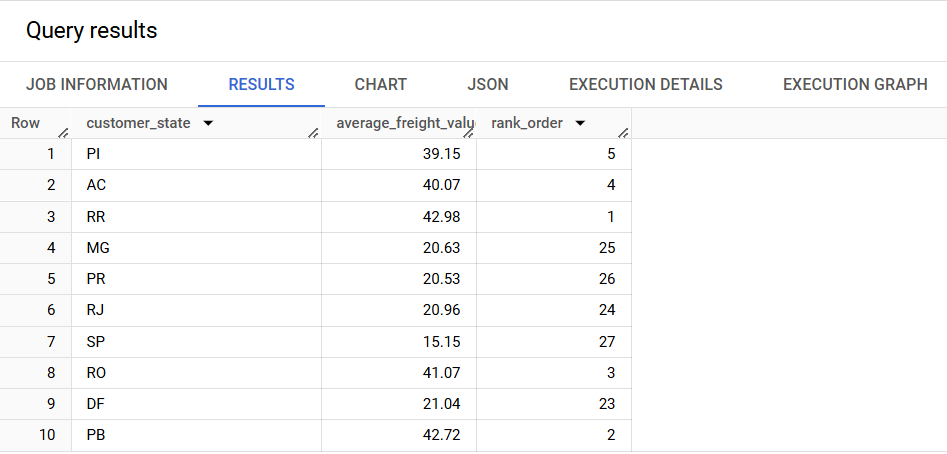 Query results
JOB INFORMATION RESULTS CHART JSON EXECUTION DETAILS EXECUTION GRAPH
Row customer_state average_freight_valu rank_order
1 PI 39.15 5
2 AC 40.07 4
3 RR 42.98 1
4 MG 20.63 25
5 PR 20.53 26
6 RJ 20.96 24
7 SP 15.15 27
8 RO 41.07 3
9 DF 21.04 23
10 PB 42.72 2